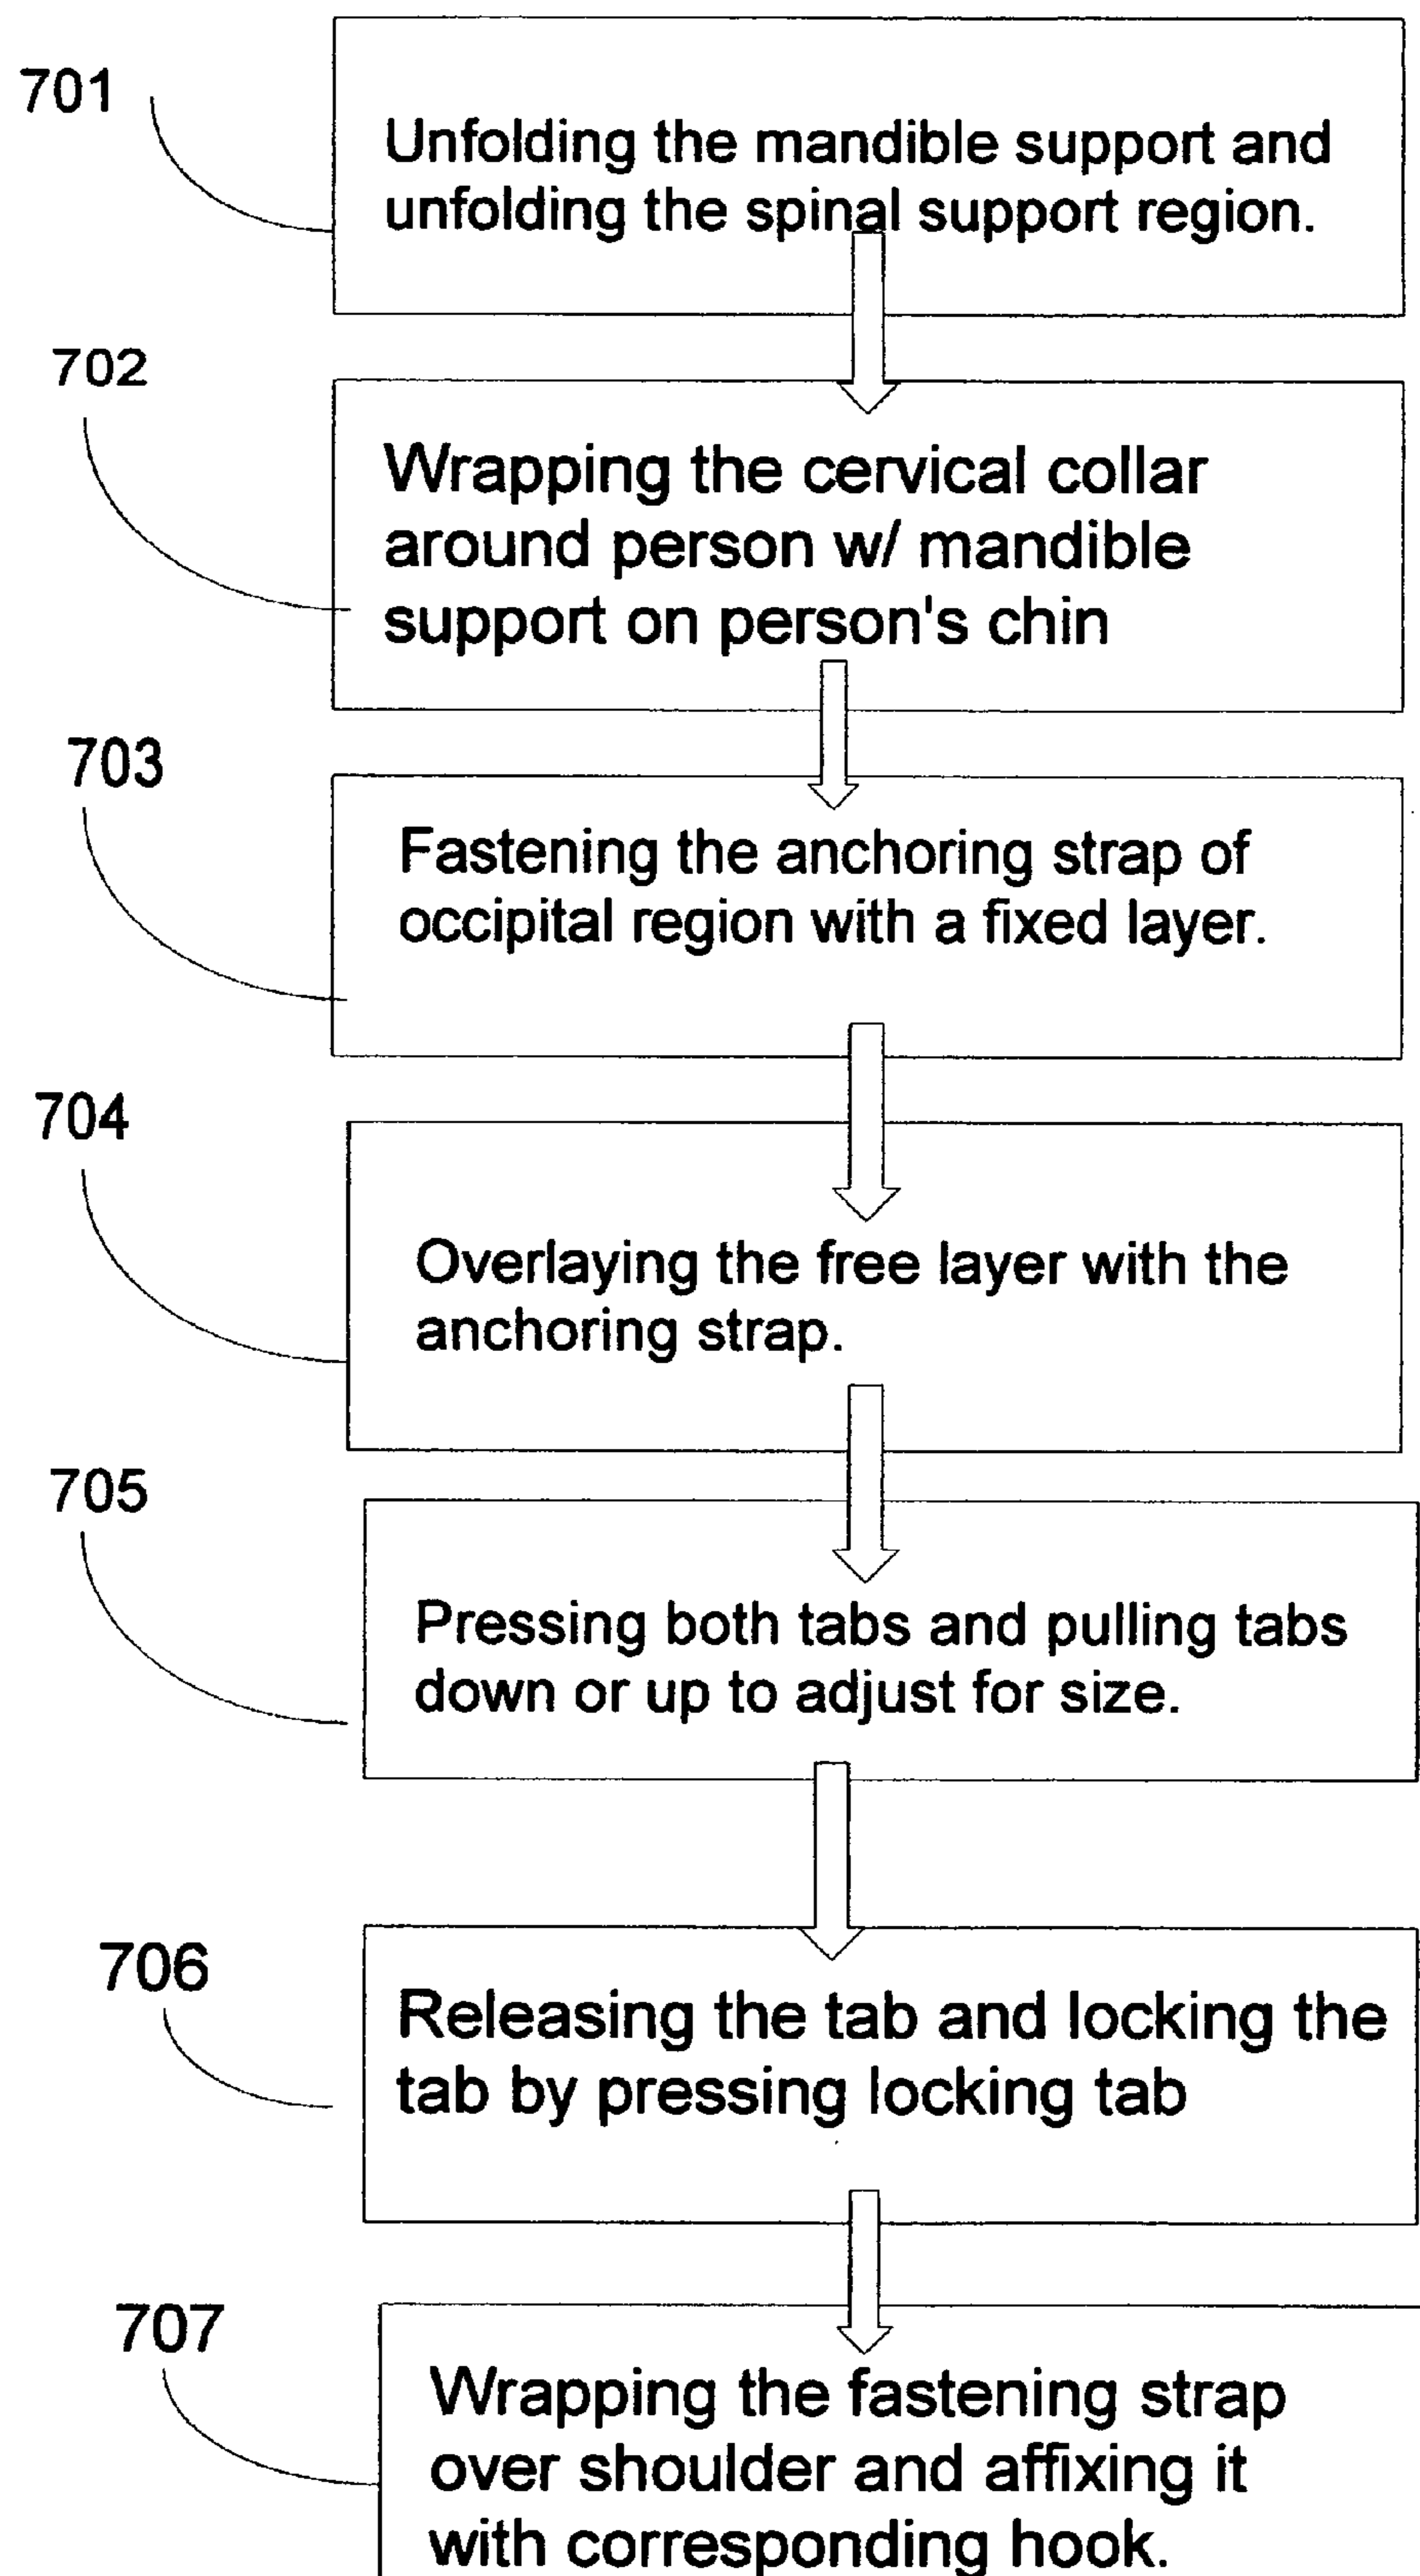 701
Unfolding the mandible support and
unfolding the spinal support region.
702
Wrapping the cervical collar
around person w/ mandible
support on person's chin
703
Fastening the anchoring strap of
occipital region with a fixed layer.
704
Overlaying the free layer with the
anchoring strap.
705
Pressing both tabs and pulling tabs
down or up to adjust for size.
706
Releasing the tab and locking the
tab by pressing locking tab
707
Wrapping the fastening strap
over shoulder and affixing it
with corresponding hook.